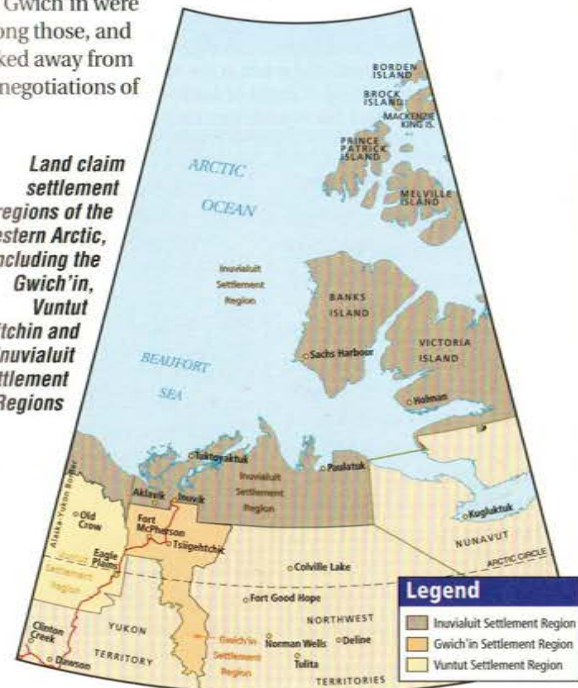 Gwich'in were
ong those, and
ked away from
negotiations of
Land claim
settlement
regions of the
estern Arctic,
ncluding the
Gwich'in,
Vuntut
tchin and
nuvialuit
ttlement
Regions
BORDEN
ISLAND
BROCK
ISLAND
MACKENZIE
KING IS.
PRINCE
PATRICK
ISLAND
MELVILLE
ISLAND
ARCTIC
OCEAN
Inuvialuit
Settlement
Region
BANKS
ISLAND
Sachs Harbour
VICTORIA
ISLAND
Holman
BEAUFORT
SEA
Tuktoyaktuk
Paulatuk
Inuvialuit
Settlement
Region
Aklavik
Inuvik
Alaska-Yukon Border
Old
Crow
Fort
McPherson
Tsiigehtchic
Eagle
Plains
Vuntut
Settlement
Region
Kugluktuk
NUNAVUT
ARCTIC CIRCLE
Colville Lake
Fort Good Hope
NORTHWEST
TERRITORIES
Norman Wells
Deline
Tulita
Gwich'in
Settlement
Region
YUKON
TERRITORY
Clinton
Creek
Dawson
Legend
Inuvialuit Settlement Region
Gwich'in Settlement Region
Vuntut Settlement Region